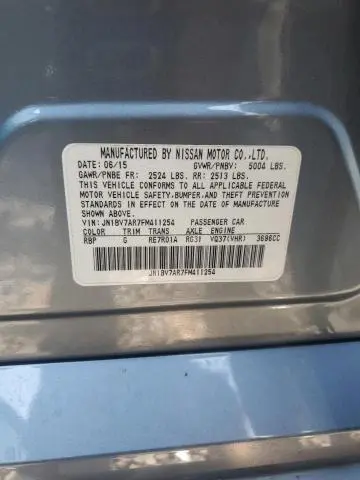 MANUFACTURED BY NISSAN MOTOR CO.,LTD.
DATE: 06/15 GVWR/PNBV: 5004 LBS.
GAWR/PNBE FR: 2524 LBS. RR: 2513 LBS.
THIS VEHICLE CONFORMS TO ALL APPLICABLE FEDERAL
MOTOR VEHICLE SAFETY,BUMPER,AND THEFT PREVENTION
STANDARDS IN EFFECT ON THE DATE OF MANUFACTURE
SHOWN ABOVE.
VIN: JN1BV7AR7FM411254 PASSENGER CAR
COLOR TRIM TRANS AXLE ENGINE
RBP G RE7R01A RG31 VQ37(VHR) 3696CC
JN1BV7AR7FM411254